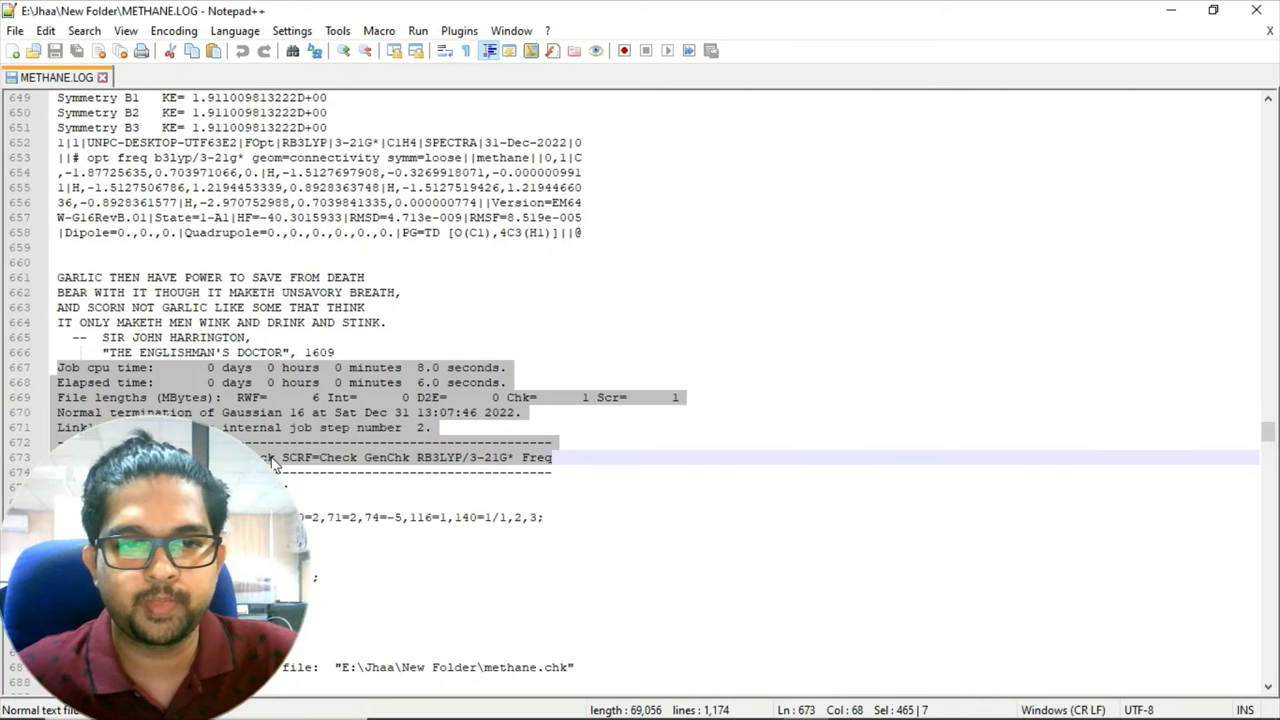 E:\Jhaa\New Folder\METHANE.LOG - Notepad++
File Edit Search View Encoding Language Settings Tools Macro Run Plugins Window ? X
METHANE.LOG
649 Symmetry B1 KE= 1.911009813222D+00
650 Symmetry B2 KE= 1.911009813222D+00
651 Symmetry B3 KE= 1.911009813222D+00
652 1|1|UNPC-DESKTOP-UTF63E2|FOpt|RB3LYP|3-21G*|C1H4|SPECTRA|31-Dec-2022|0
653 ||# opt freq b3lyp/3-21g* geom=connectivity symm=loose||methane||0,1|C
654 ,-1.87725635,0.703971066,0.|H,-1.5127697908,-0.3269918071,-0.000000991
655 1|H,-1.5127506786,1.2194453339,0.8928363748|H,-1.5127519426,1.21944660
656 36,-0.8928361577|H,-2.970752988,0.7039841335,0.000000774||Version=EM64
657 W-G16RevB.01|State=1-A1|HF=-40.3015933|RMSD=4.713e-009|RMSF=8.519e-005
658 |Dipole=0.,0.,0.|Quadrupole=0.,0.,0.,0.,0.,0.|PG=TD [O(C1),4C3(H1)]||@
659
660
661 GARLIC THEN HAVE POWER TO SAVE FROM DEATH
662 BEAR WITH IT THOUGH IT MAKETH UNSAVORY BREATH,
663 AND SCORN NOT GARLIC LIKE SOME THAT THINK
664 IT ONLY MAKETH MEN WINK AND DRINK AND STINK.
665 -- SIR JOHN HARRINGTON,
666 "THE ENGLISHMAN'S DOCTOR", 1609
667 Job cpu time: 0 days 0 hours 0 minutes 8.0 seconds.
668 Elapsed time: 0 days 0 hours 0 minutes 6.0 seconds.
669 File lengths (MBytes): RWF= 6 Int= 0 D2E= 0 Chk= 1 Scr= 1
670 Normal termination of Gaussian 16 at Sat Dec 31 13:07:46 2022.
671 Link internal job step number 2.
672 ----------------------------------
673 SCRF=Check GenChk RB3LYP/3-21G* Freq
674 ----------------------------------
=2,71=2,74=-5,116=1,140=1/1,2,3;
;
file: "E:\Jhaa\New Folder\methane.chk"
688
Normal text length : 69,056 lines : 1,174 Ln : 673 Col : 68 Sel : 465 | 7 Windows (CR LF) UTF-8 INS